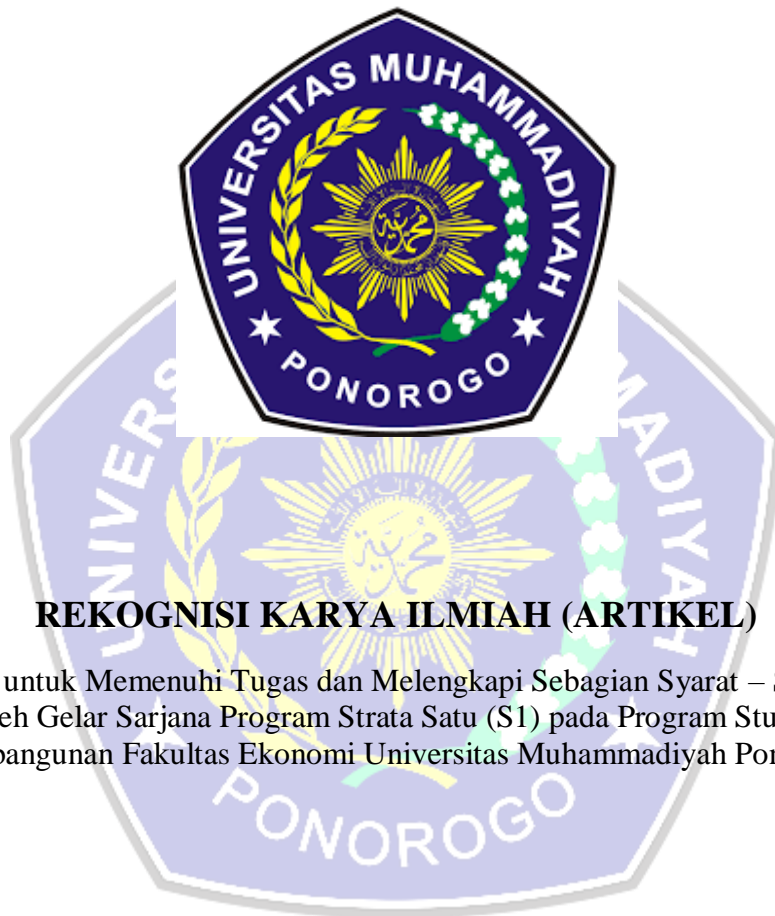 UNIVERSITAS MUHAMMADIYAH
PONOROGO
REKOGNISI KARYA ILMIAH (ARTIKEL)
untuk Memenuhi Tugas dan Melengkapi Sebagian Syarat –
Gelar Sarjana Program Strata Satu (S1) pada Program
Fakultas Ekonomi Universitas Muhammadiyah
PONOROGO